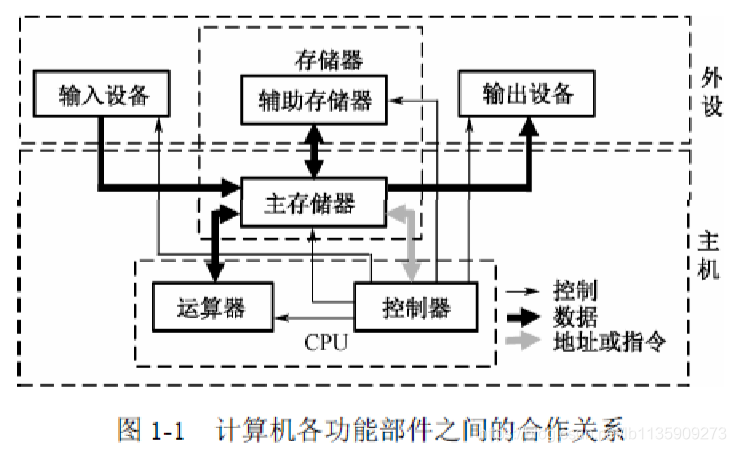 存储器
输入设备
辅助存储器
输出设备
外设
主存储器
主机
运算器
控制器
CPU
控制
数据
地址或指令
图 1-1 计算机各功能部件之间的合作关系